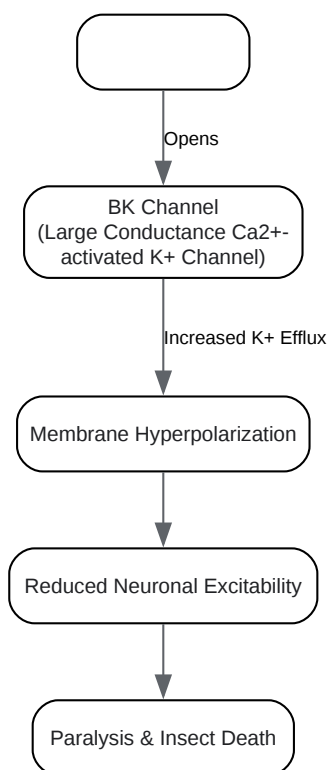 Opens
BK Channel
(Large Conductance Ca2+-
activated K+ Channel)
Increased K+ Efflux
Membrane Hyperpolarization
Reduced Neuronal Excitability
Paralysis & Insect Death